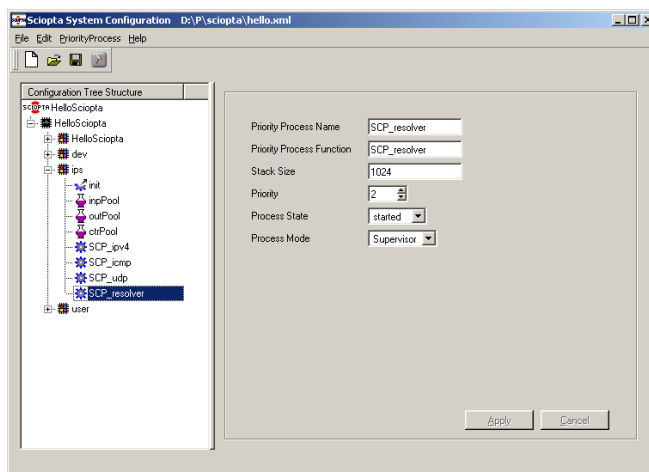 Sciopta System Configuration D:\P\sciopta\hello.xml
File Edit PriorityProcess Help
Configuration Tree Structure
SCIOPTA HelloSciopta
HelloSciopta
HelloSciopta
dev
ips
init
inpPool
outPool
ctrPool
SCP_ipv4
SCP_icmp
SCP_udp
SCP_resolver
user
Priority Process Name SCP_resolver
Priority Process Function SCP_resolver
Stack Size 1024
Priority 2
Process State started
Process Mode Supervisor
Apply Cancel